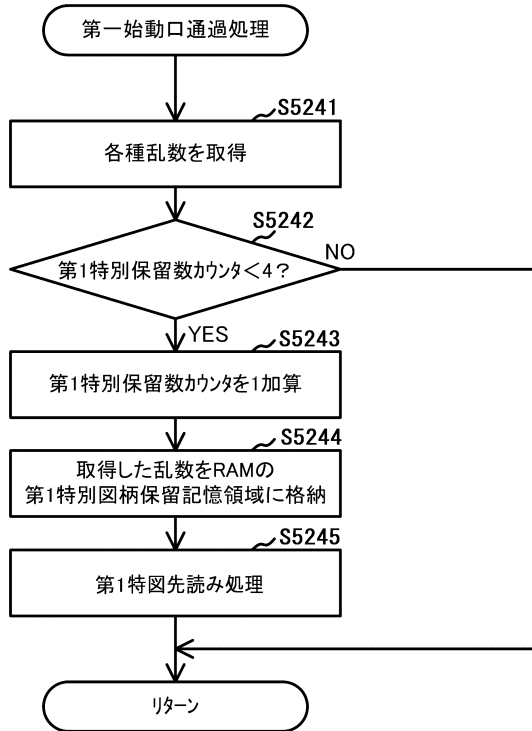 第一始動口通過処理
S5241
各種乱数を取得
S5242
第1特別保留数カウンタ<4？
NO
YES
S5243
第1特別保留数カウンタを1加算
S5244
取得した乱数をRAMの
第1特別図柄保留記憶領域に格納
S5245
第1特図先読み処理
リターン